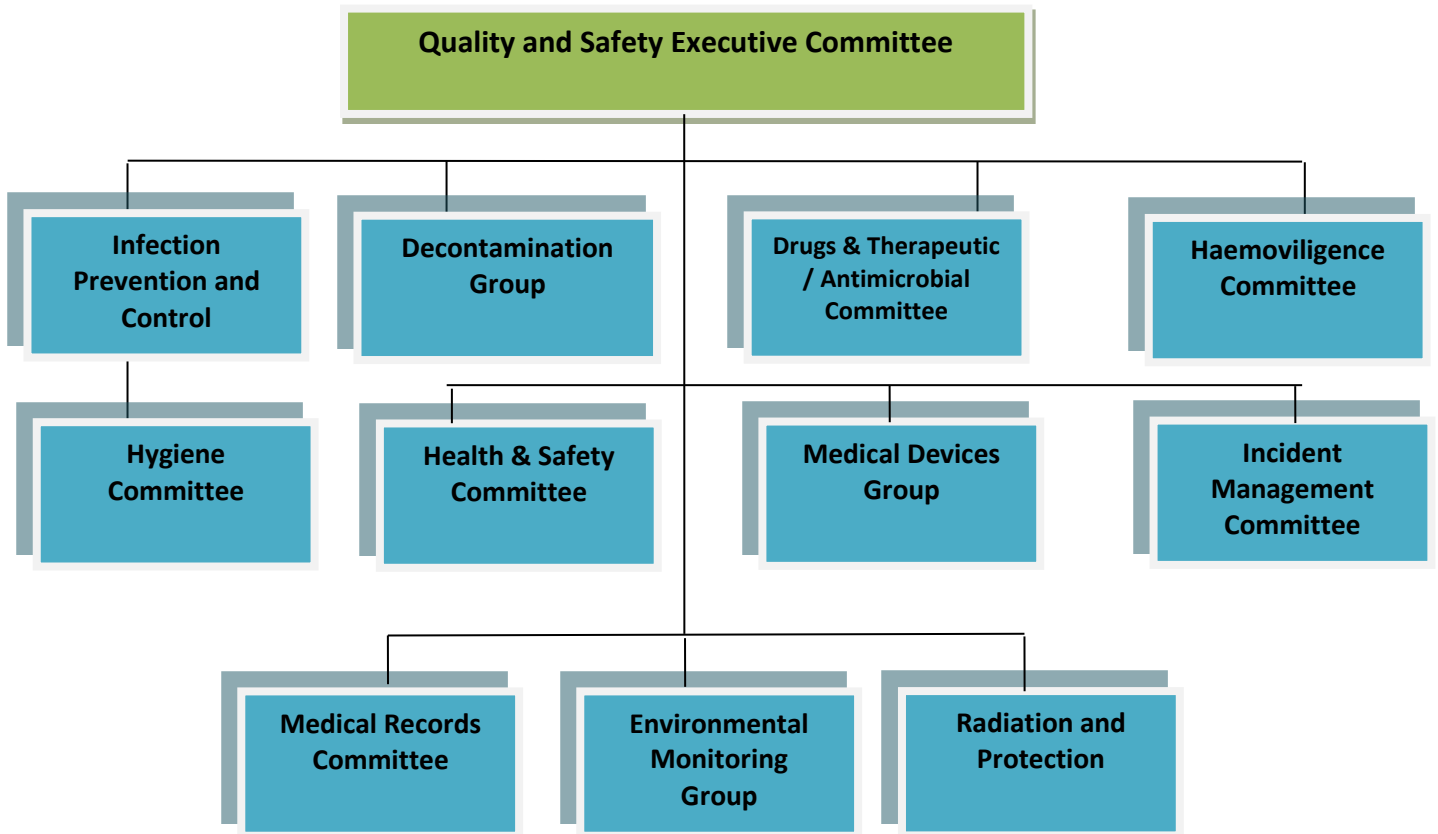 Quality and Safety Executive Committee
Infection
Prevention and
Control
Decontamination
Group
Drugs & Therapeutic
/ Antimicrobial
Committee
Haemoviligence
Committee
Hygiene
Committee
Health & Safety
Committee
Medical Devices
Group
Incident
Management
Committee
Medical Records
Committee
Environmental
Monitoring
Group
Radiation and
Protection